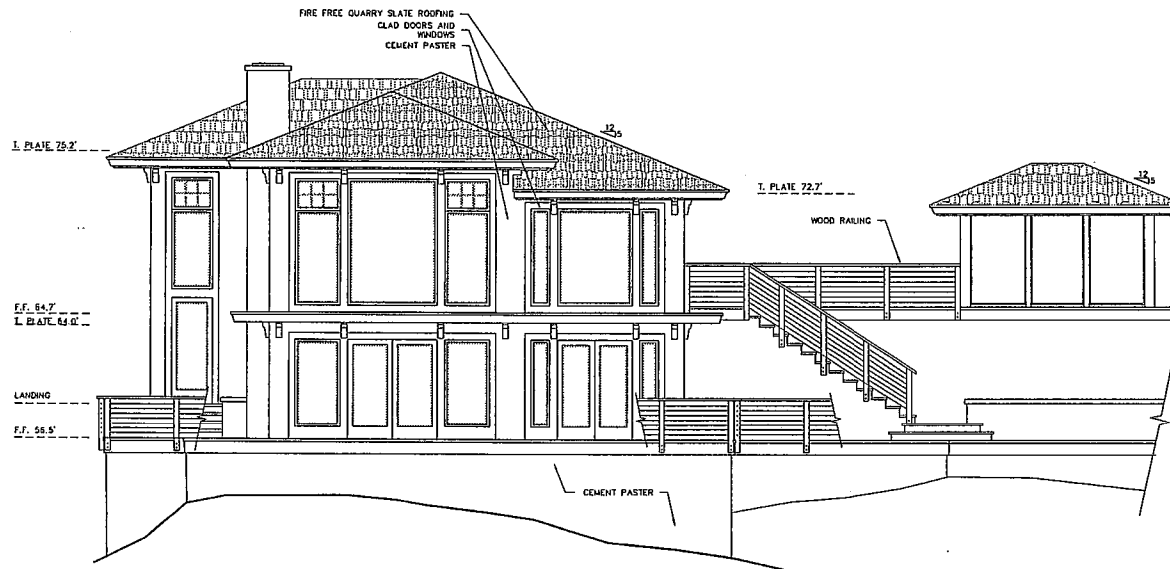 FIRE FREE QUARRY SLATE ROOFING
CLAD DOORS AND
WINDOWS
CEMENT PASTER
12
5
T. PLATE 75.2'
T. PLATE 72.7'
12
5
WOOD RAILING
F.F. 64.7'
T. PLATE 64.0'
LANDING
F.F. 56.5'
CEMENT PASTER